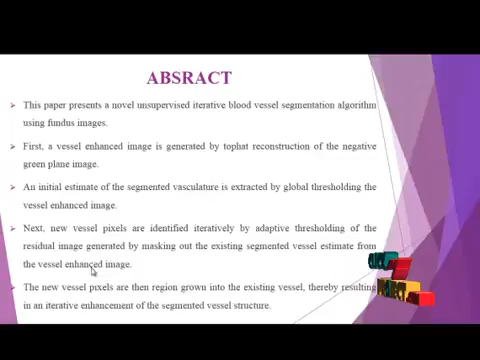 ABSRACT
This paper presents a novel unsupervised iterative blood vessel segmentation algorithm
using fundus images.
First, a vessel enhanced image is generated by tophat reconstruction of the negative
green plane image.
An initial estimate of the segmented vasculature is extracted by global thresholding the
vessel enhanced image.
Next, new vessel pixels are identified iteratively by adaptive thresholding of the
residual image generated by masking out the existing segmented vessel estimate from
the vessel enhanced image.
The new vessel pixels are then region grown into the existing vessel, thereby resulting
in an iterative enhancement of the segmented vessel structure.